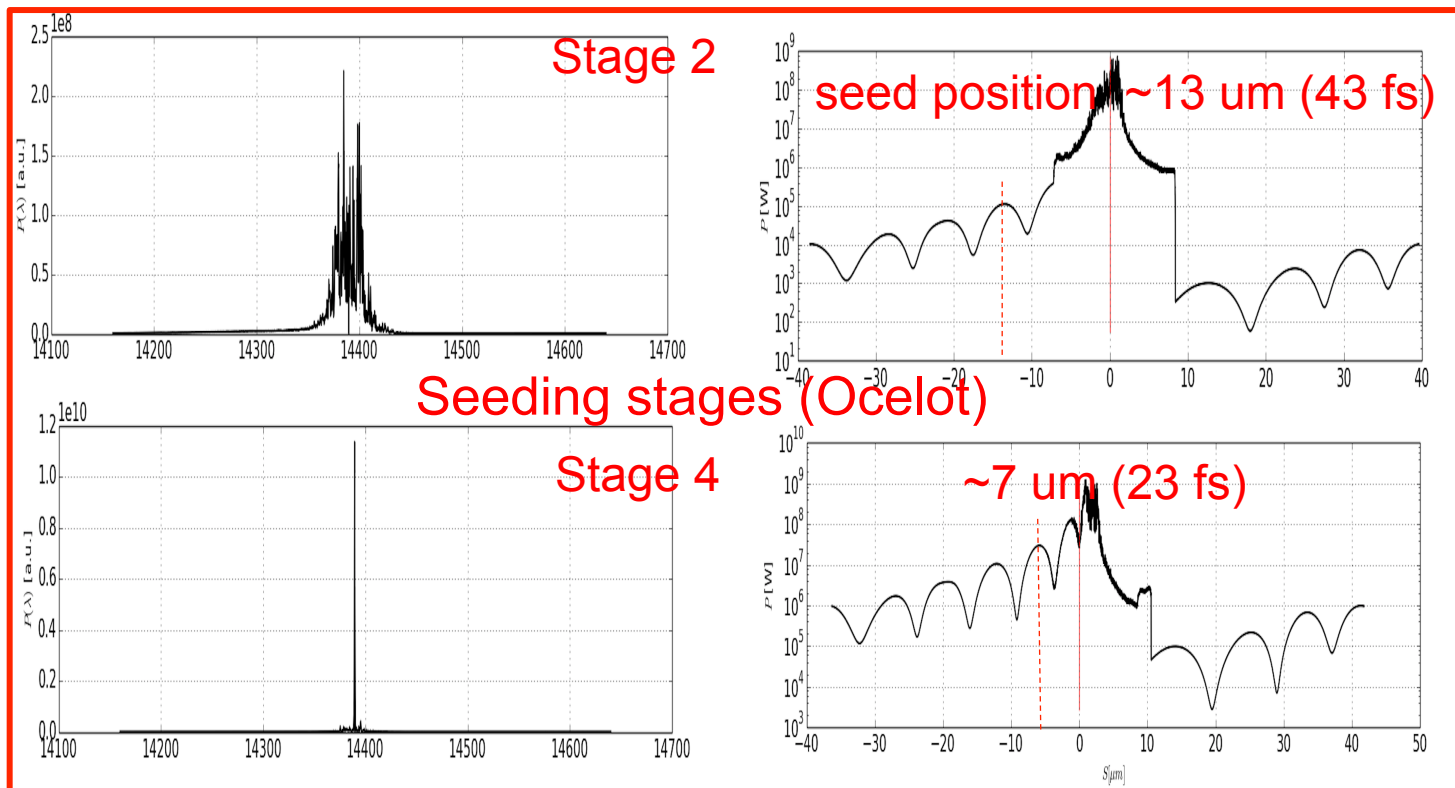 1e8
2.5
2.0
1.5
1.0
0.5
0.0
P(λ) [a.u.]
14100 14200 14300 14400 14500 14600 14700
Stage 2
10^9
10^8
10^7
10^6
10^5
10^4
10^3
10^2
10^1
P[W]
−40 −30 −20 −10 0 10 20 30 40
seed position ~13 um (43 fs)
Seeding stages (Ocelot)
1e10
1.2
1.0
0.8
0.6
0.4
0.2
0.0
P(λ) [a.u.]
14100 14200 14300 14400 14500 14600 14700
Stage 4
10^10
10^9
10^8
10^7
10^6
10^5
10^4
10^3
P[W]
−40 −30 −20 −10 0 10 20 30 40 50
S[μm]
~7 um (23 fs)